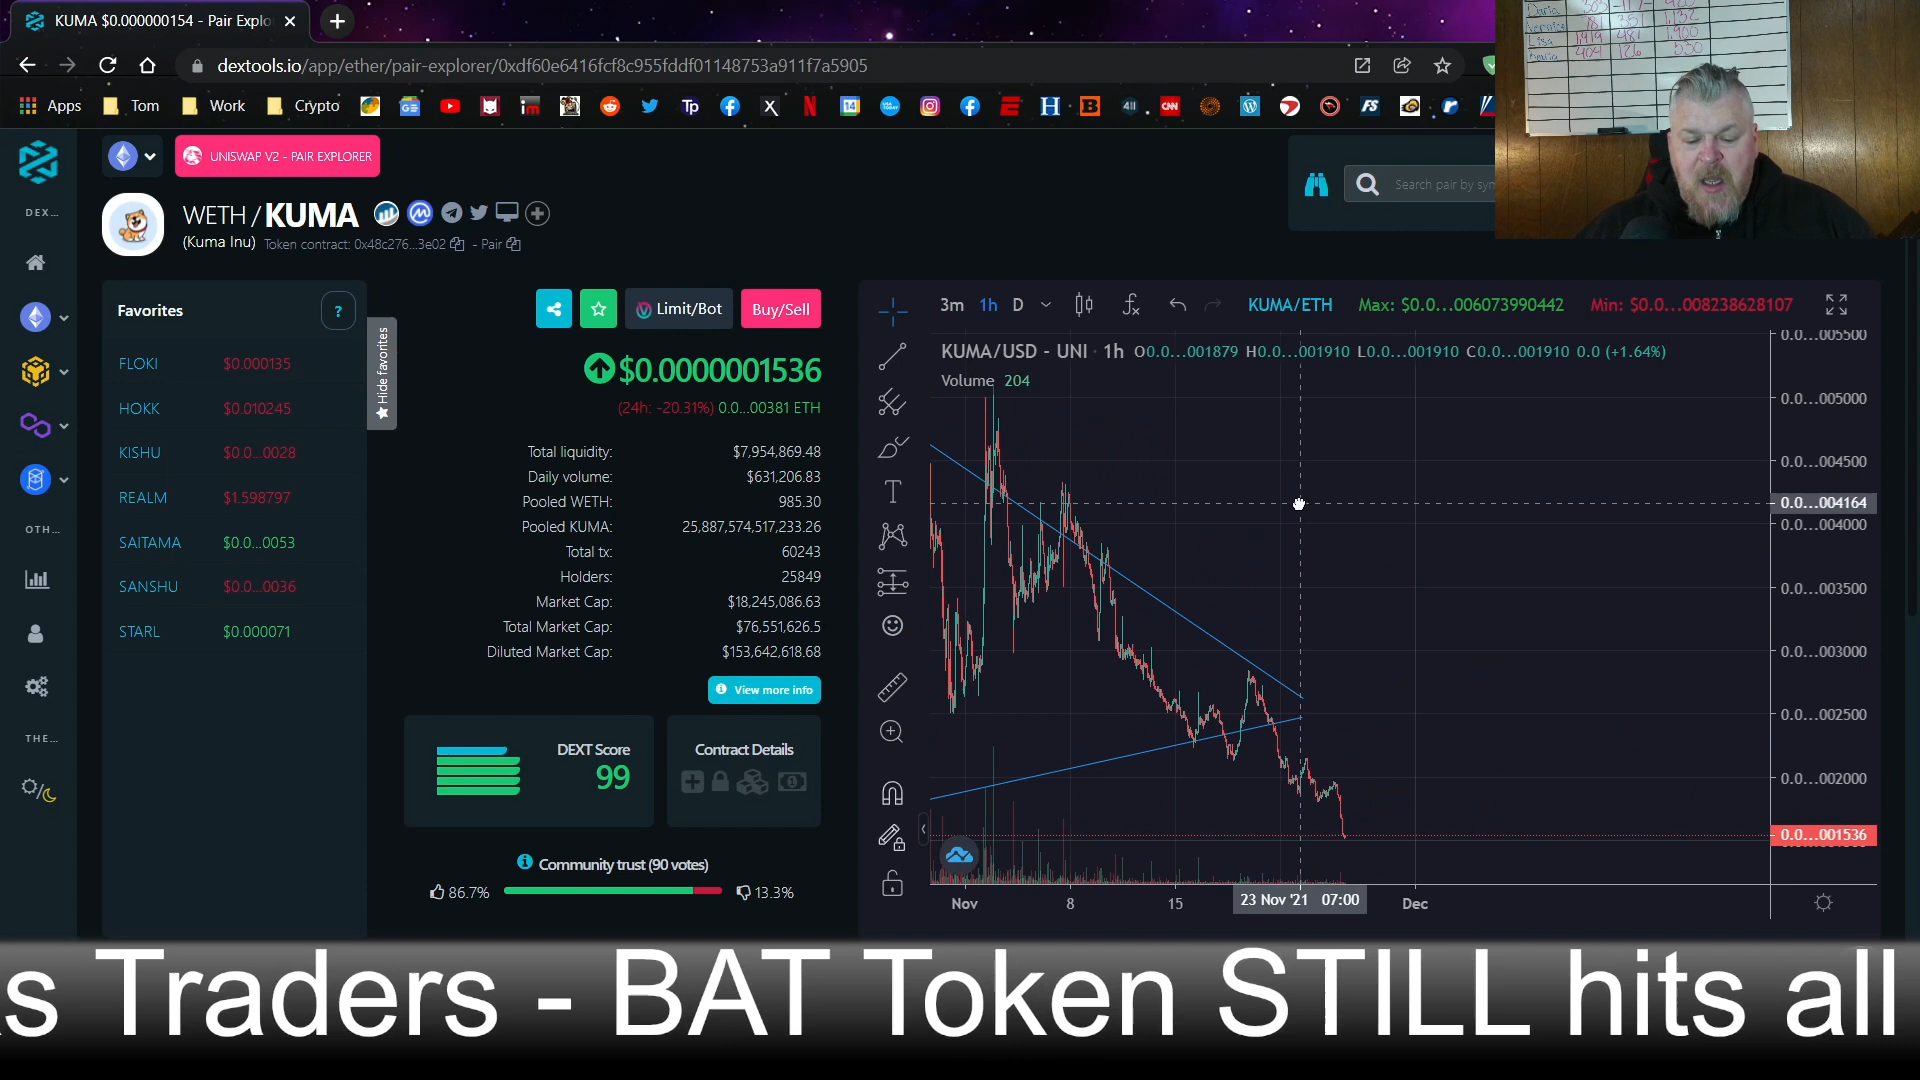 KUMA $0.000000154 - Pair Explo
dextools.io/app/ether/pair-explorer/0xdf60e6416fcf8c955fddf01148753a911f7a5905
Apps Tom Work Crypto
UNISWAP V2 - PAIR EXPLORER
Search pair by sym
WETH / KUMA
(Kuma Inu) Token contract: 0x48c276...3e02 - Pair
DEX...
OTH...
THE...
Favorites ?
FLOKI $0.000135
HOKK $0.010245
KISHU $0.0...0028
REALM $1.598797
SAITAMA $0.0...0053
SANSHU $0.0...0036
STARL $0.000071
Hide favorites
Limit/Bot Buy/Sell
$0.0000001536
(24h: -20.31%) 0.0...00381 ETH
Total liquidity: $7,954,869.48
Daily volume: $631,206.83
Pooled WETH: 985.30
Pooled KUMA: 25,887,574,517,233.26
Total tx: 60243
Holders: 25849
Market Cap: $18,245,086.63
Total Market Cap: $76,551,626.5
Diluted Market Cap: $153,642,618.68
View more info
DEXT Score
99
Contract Details
Community trust (90 votes)
86.7% 13.3%
3m 1h D KUMA/ETH Max: $0.0...006073990442 Min: $0.0...008238628107
KUMA/USD - UNI · 1h O0.0...001879 H0.0...001910 L0.0...001910 C0.0...001910 0.0 (+1.64%)
Volume 204
0.0...005500
0.0...005000
0.0...004500
0.0...004164
0.0...004000
0.0...003500
0.0...003000
0.0...002500
0.0...002000
0.0...001536
Nov 8 15 23 Nov '21 07:00 Dec
s Traders - BAT Token STILL hits all